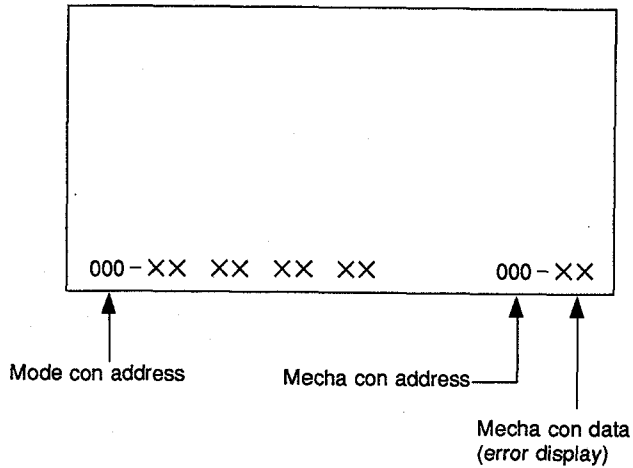 000 – XX XX XX XX 000 – XX
Mode con address
Mecha con address
Mecha con data
(error display)